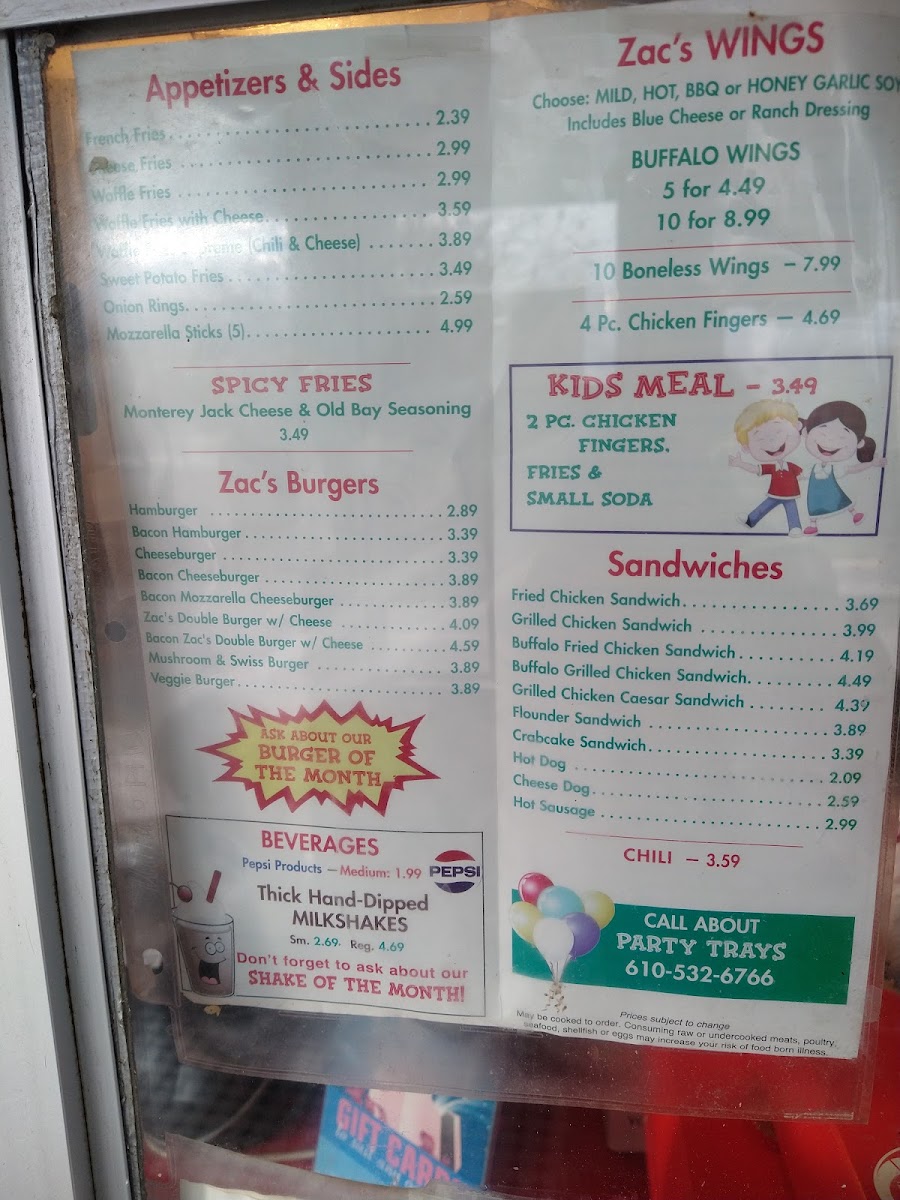 Appetizers & Sides
French Fries 2.39
Fries 2.99
Waffle Fries 2.99
Waffle Fries with Cheese 3.59
(Chili & Cheese) 3.89
Sweet Potato Fries 3.49
Onion Rings 2.59
Mozzarella Sticks (5) 4.99
SPICY FRIES
Monterey Jack Cheese & Old Bay Seasoning
3.49
Zac's Burgers
Hamburger 2.89
Bacon Hamburger 3.39
Cheeseburger 3.39
Bacon Cheeseburger 3.89
Bacon Mozzarella Cheeseburger 3.89
Zac's Double Burger w/ Cheese 4.09
Bacon Zac's Double Burger w/ Cheese 4.59
Mushroom & Swiss Burger 3.89
Veggie Burger 3.89
ASK ABOUT OUR
BURGER OF
THE MONTH
BEVERAGES
Pepsi Products – Medium: 1.99
PEPSI
Thick Hand-Dipped
MILKSHAKES
Sm. 2.69. Reg. 4.69
Don't forget to ask about our
SHAKE OF THE MONTH!
Zac's WINGS
Choose: MILD, HOT, BBQ or HONEY GARLIC SOY
Includes Blue Cheese or Ranch Dressing
BUFFALO WINGS
5 for 4.49
10 for 8.99
10 Boneless Wings – 7.99
4 Pc. Chicken Fingers – 4.69
KIDS MEAL – 3.49
2 PC. CHICKEN
FINGERS,
FRIES &
SMALL SODA
Sandwiches
Fried Chicken Sandwich 3.69
Grilled Chicken Sandwich 3.99
Buffalo Fried Chicken Sandwich 4.19
Buffalo Grilled Chicken Sandwich 4.49
Grilled Chicken Caesar Sandwich 4.39
Flounder Sandwich 3.89
Crabcake Sandwich 3.39
Hot Dog 2.09
Cheese Dog 2.59
Hot Sausage 2.99
CHILI – 3.59
CALL ABOUT
PARTY TRAYS
610-532-6766
Prices subject to change
May be cooked to order. Consuming raw or undercooked meats, poultry,
seafood, shellfish or eggs may increase your risk of food born illness.
GIFT CARD